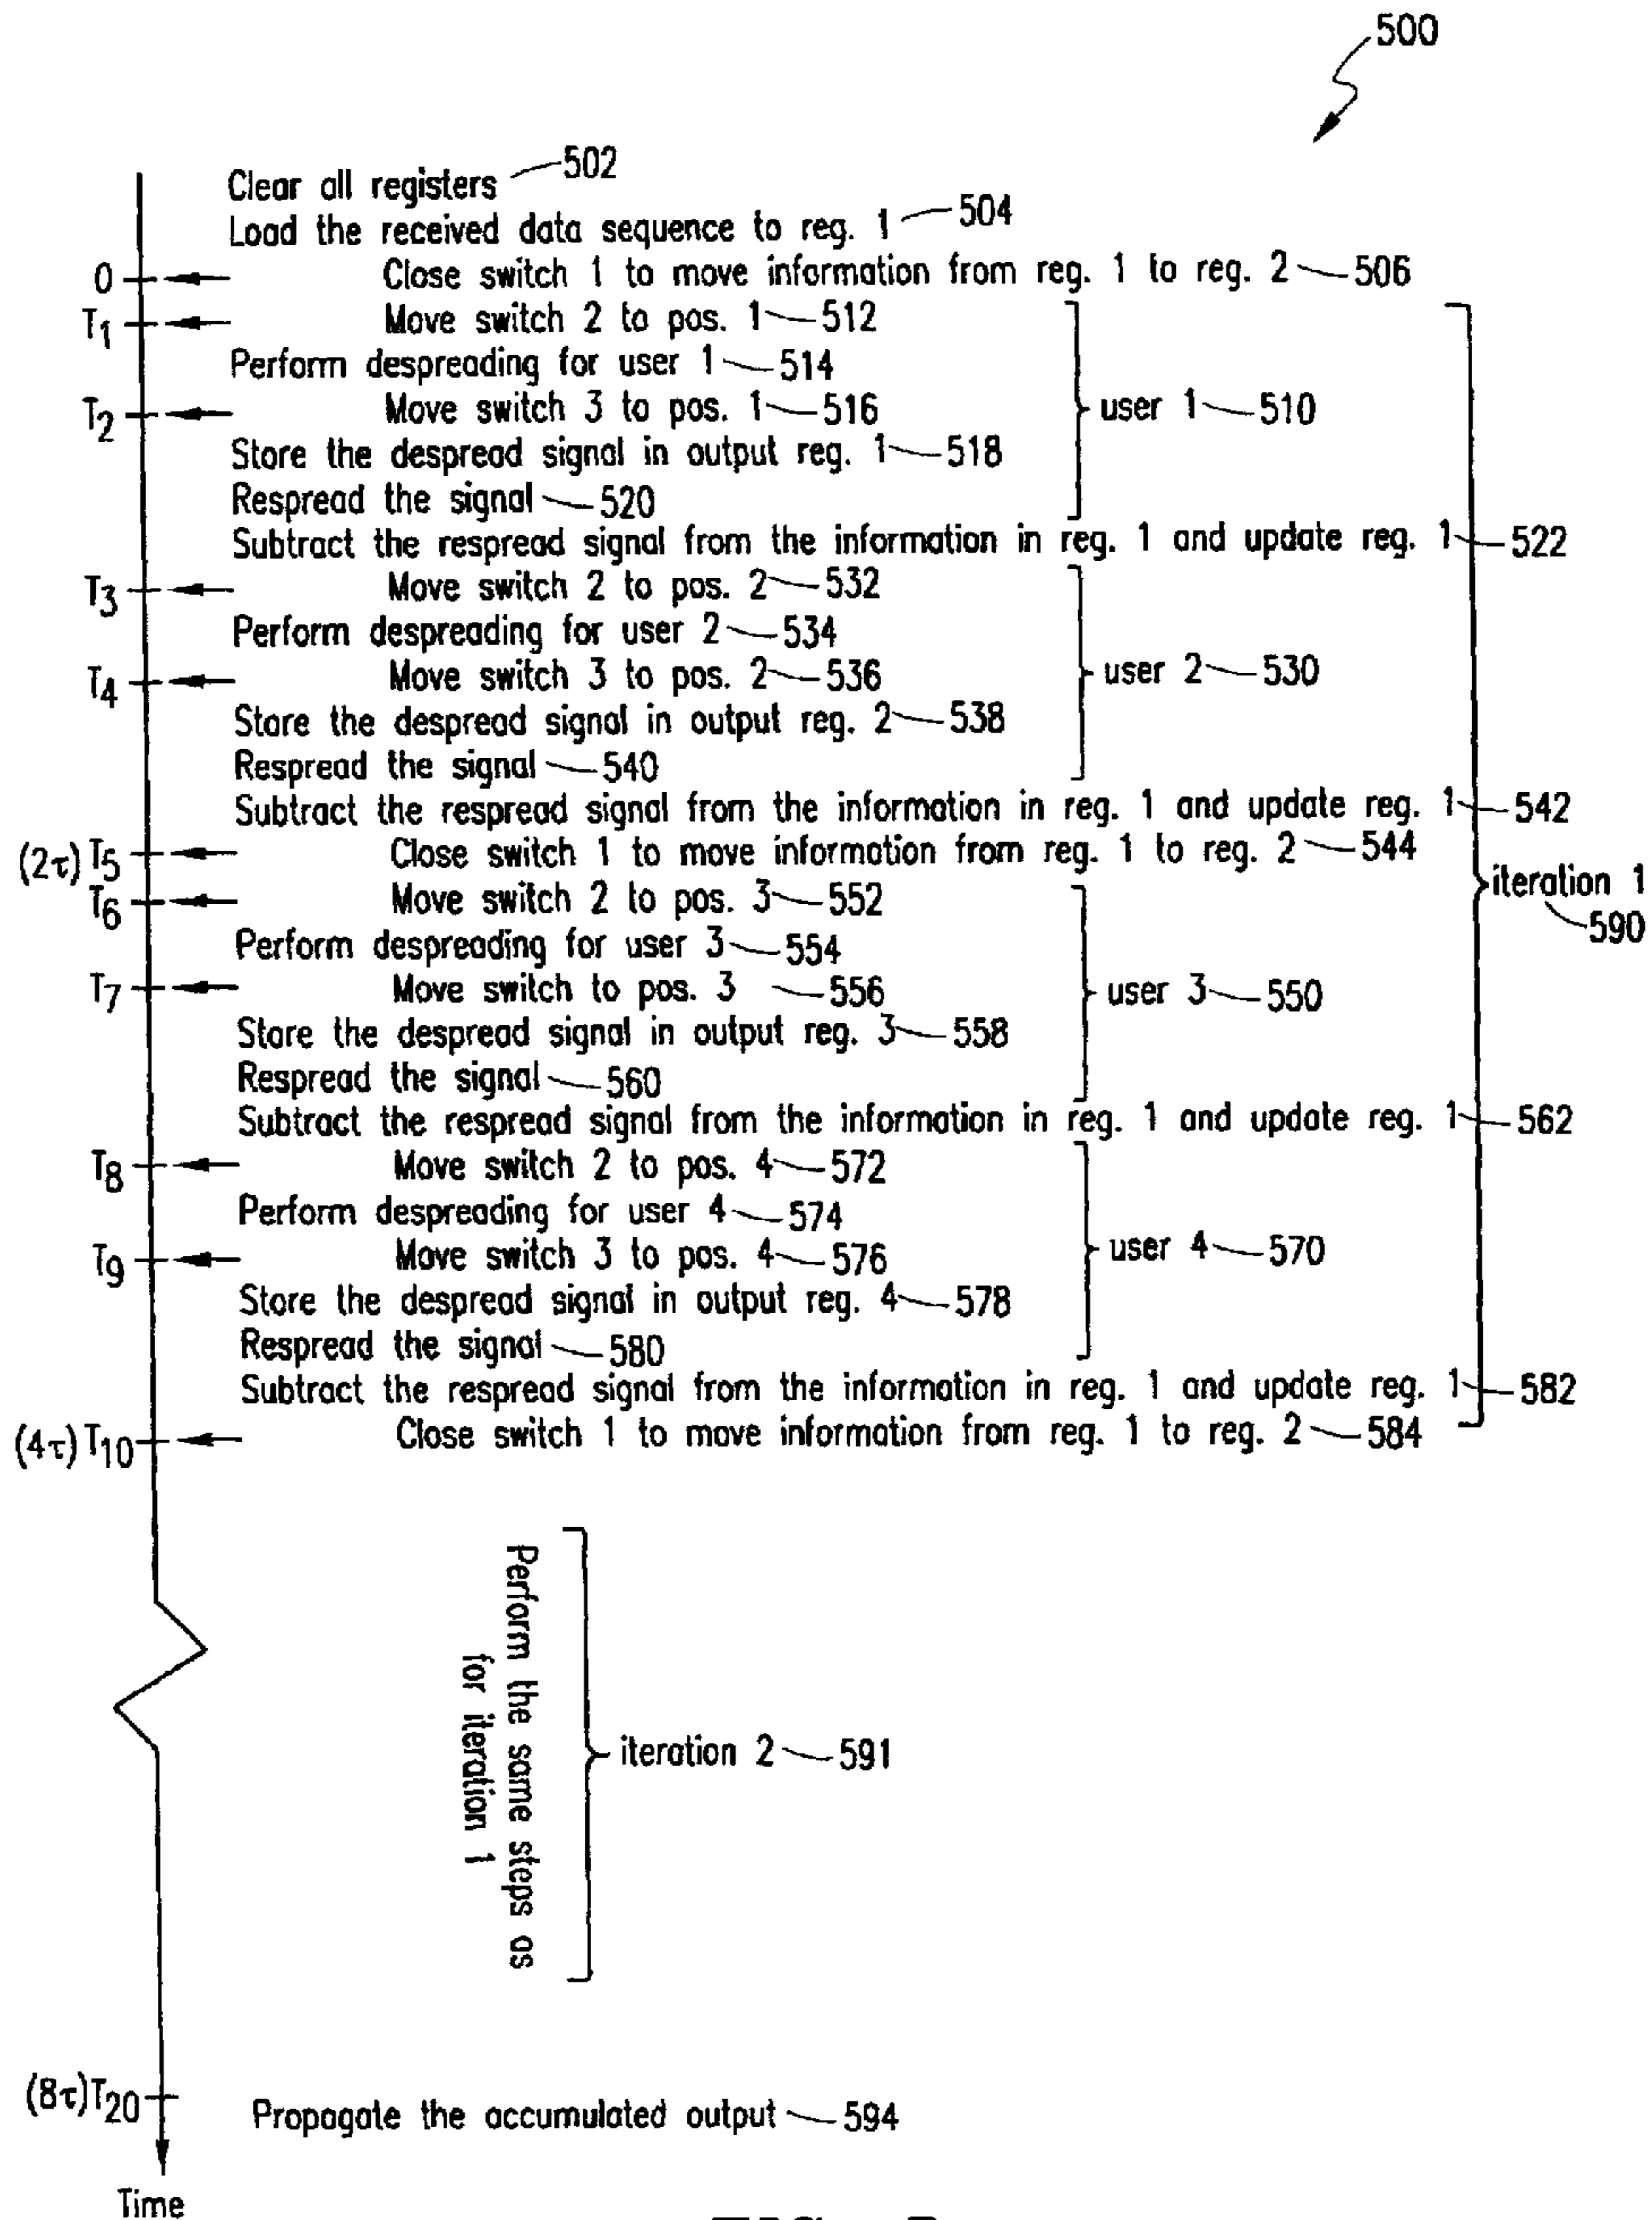 500
Clear all registers 502
Load the received data sequence to reg. 1 504
0 Close switch 1 to move information from reg. 1 to reg. 2 506
T1 Move switch 2 to pos. 1 512
Perform despreading for user 1 514
T2 Move switch 3 to pos. 1 516
user 1 510
Store the despread signal in output reg. 1 518
Respread the signal 520
Subtract the respread signal from the information in reg. 1 and update reg. 1 522
T3 Move switch 2 to pos. 2 532
Perform despreading for user 2 534
T4 Move switch 3 to pos. 2 536
user 2 530
Store the despread signal in output reg. 2 538
Respread the signal 540
Subtract the respread signal from the information in reg. 1 and update reg. 1 542
(2τ) T5 Close switch 1 to move information from reg. 1 to reg. 2 544
iteration 1
590
T6 Move switch 2 to pos. 3 552
Perform despreading for user 3 554
T7 Move switch to pos. 3 556
user 3 550
Store the despread signal in output reg. 3 558
Respread the signal 560
Subtract the respread signal from the information in reg. 1 and update reg. 1 562
T8 Move switch 2 to pos. 4 572
Perform despreading for user 4 574
T9 Move switch 3 to pos. 4 576
user 4 570
Store the despread signal in output reg. 4 578
Respread the signal 580
Subtract the respread signal from the information in reg. 1 and update reg. 1 582
(4τ) T10 Close switch 1 to move information from reg. 1 to reg. 2 584
Perform the same steps as
for iteration 1
iteration 2 591
(8τ) T20
Propagate the accumulated output 594
Time